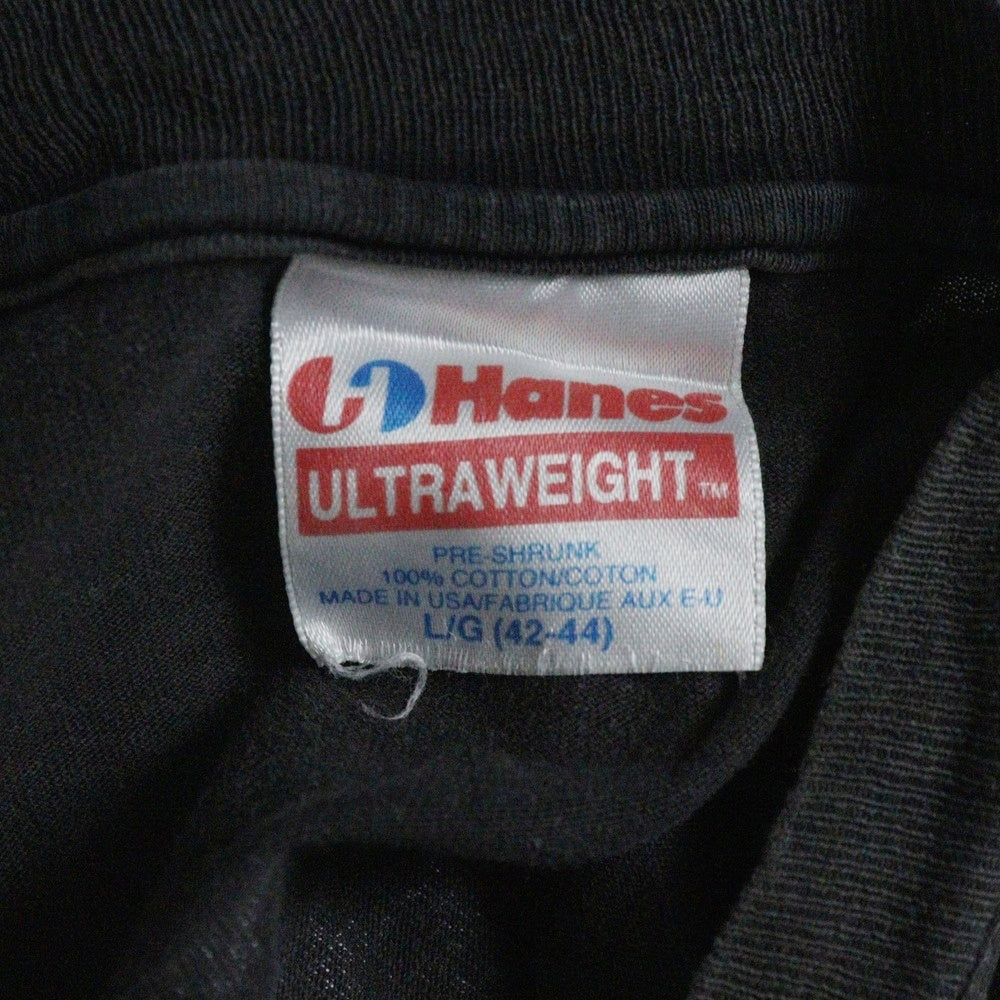 Hanes
ULTRAWEIGHT™
PRE-SHRUNK
100% COTTON/COTON
MADE IN USA/FABRIQUE AUX E-U
L/G (42-44)